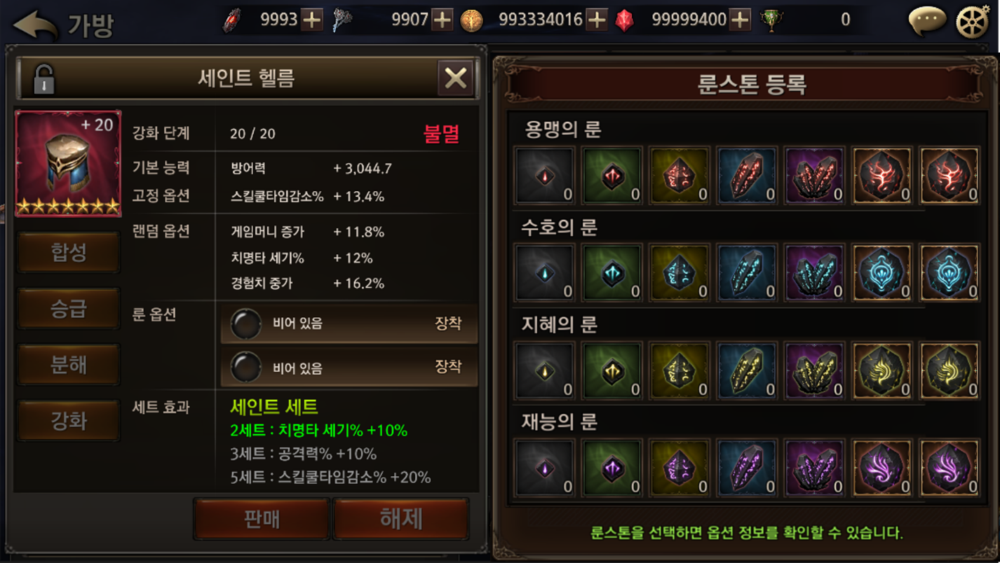 가방 9993 9907 993334016 99999400 0
세인트 헬름
+ 20
강화 단계 20 / 20 불멸
기본 능력 방어력 + 3,044.7
고정 옵션 스킬쿨타임감소% + 13.4%
랜덤 옵션 게임머니 증가 + 11.8%
치명타 세기% + 12%
경험치 증가 + 16.2%
룬 옵션 비어 있음 장착
비어 있음 장착
세트 효과 세인트 세트
2세트 : 치명타 세기% +10%
3세트 : 공격력% +10%
5세트 : 스킬쿨타임감소% +20%
합성
승급
분해
강화
판매 해제
룬스톤 등록
용맹의 룬
0 0 0 0 0 0 0
수호의 룬
0 0 0 0 0 0 0
지혜의 룬
0 0 0 0 0 0 0
재능의 룬
0 0 0 0 0 0 0
룬스톤을 선택하면 옵션 정보를 확인할 수 있습니다.